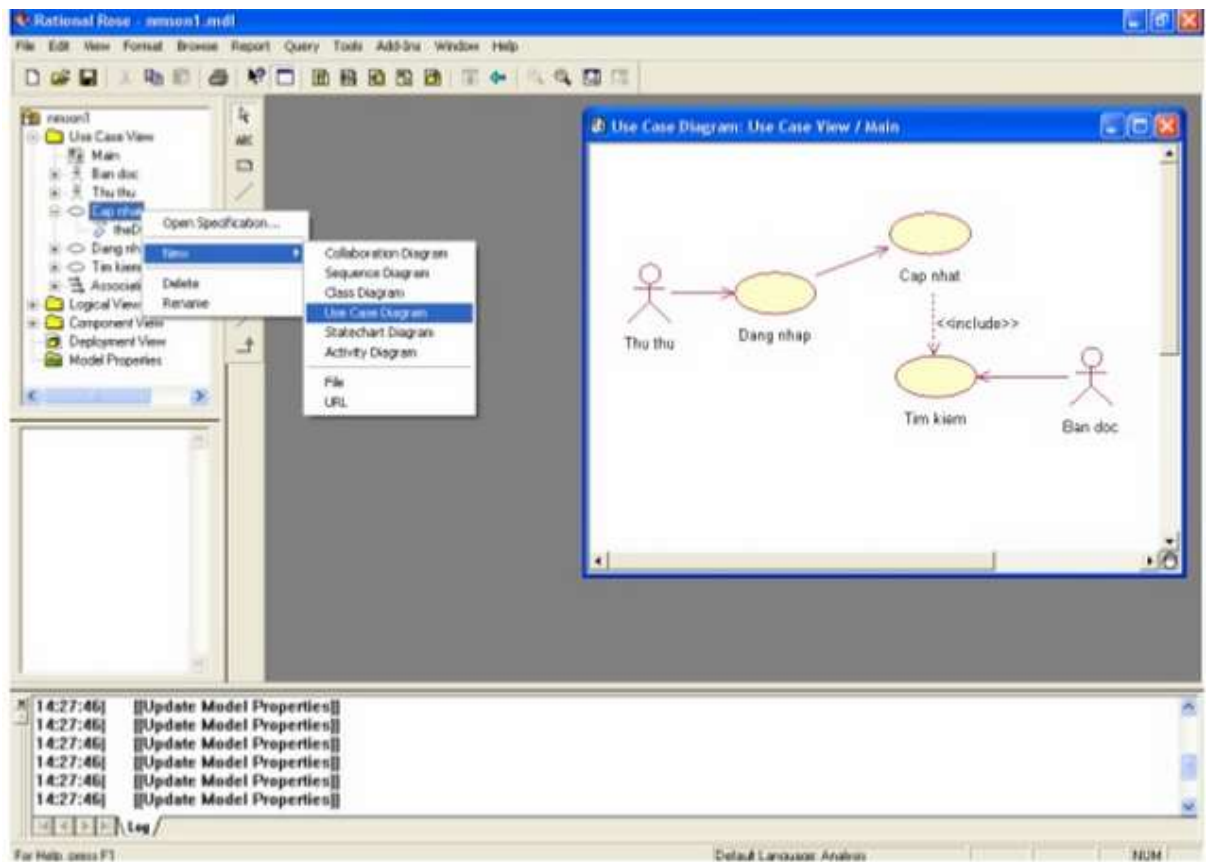 Rational Rose - nmson1.mdl
File Edit View Format Browse Report Query Tools Add-Ins Window Help
nmson1
Use Case View
Main
Ban doc
Thu thu
Cap nhat
Dang nh
Tim kiem
Associati
Logical View
Component View
Deployment View
Model Properties
ABC
Open Specification...
New
Delete
Rename
Collaboration Diagram
Sequence Diagram
Class Diagram
Use Case Diagram
Statechart Diagram
Activity Diagram
File
URL
Use Case Diagram: Use Case View / Main
Cap nhat
<<include>>
Thu thu
Dang nhap
Tim kiem
Ban doc
14:27:46| [[Update Model Properties]]
14:27:46| [[Update Model Properties]]
14:27:46| [[Update Model Properties]]
14:27:46| [[Update Model Properties]]
14:27:46| [[Update Model Properties]]
14:27:46| [[Update Model Properties]]
Log
For Help, press F1
Default Language: Analysis
NUM